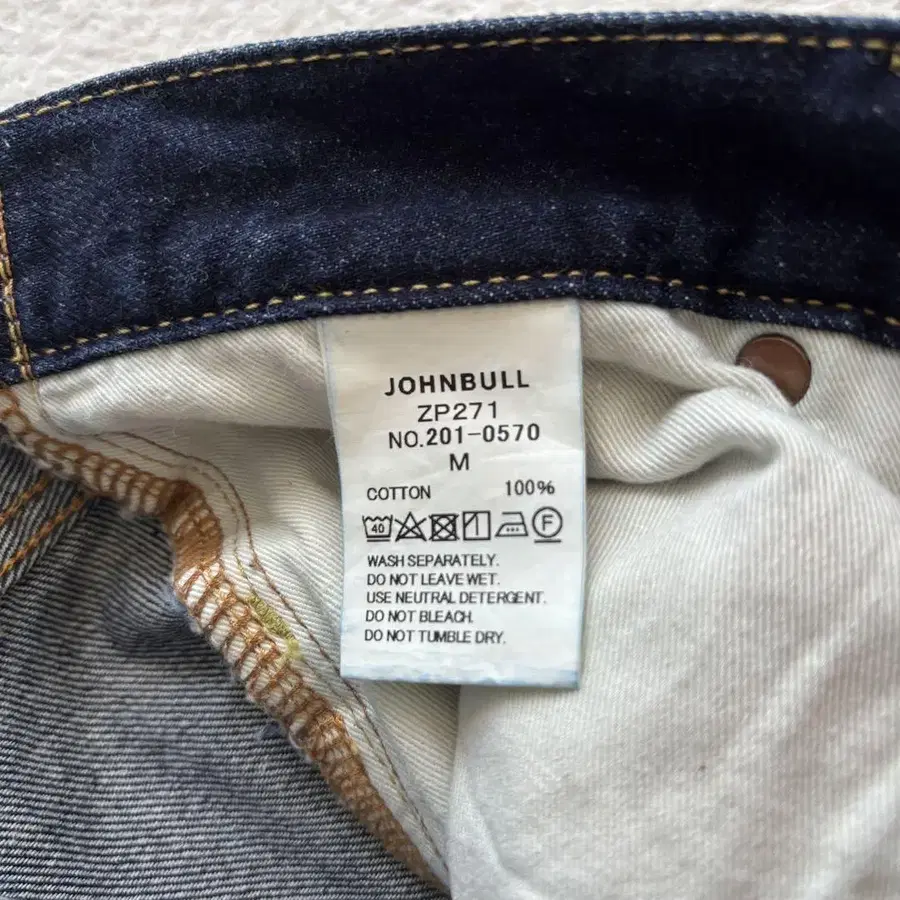 JOHNBULL
ZP271
NO.201-0570
M
COTTON 100%
40 F
WASH SEPARATELY.
DO NOT LEAVE WET.
USE NEUTRAL DETERGENT.
DO NOT BLEACH.
DO NOT TUMBLE DRY.